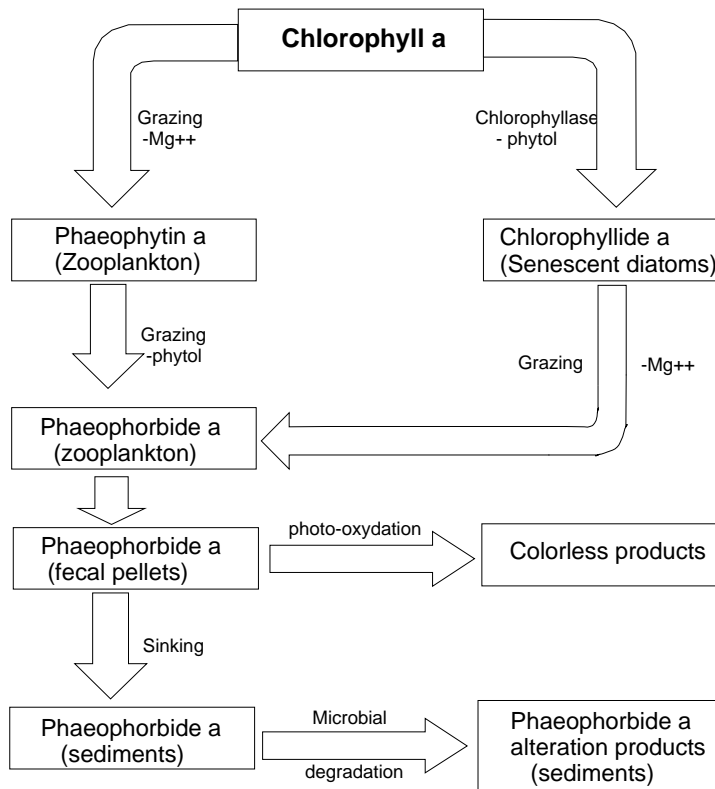 Chlorophyll a
Grazing
-Mg++
Chlorophyllase
- phytol
Phaeophytin a
(Zooplankton)
Chlorophyllide a
(Senescent diatoms)
Grazing
-phytol
Grazing
-Mg++
Phaeophorbide a
(zooplankton)
Phaeophorbide a
(fecal pellets)
photo-oxydation
Colorless products
Sinking
Phaeophorbide a
(sediments)
Microbial
degradation
Phaeophorbide a
alteration products
(sediments)